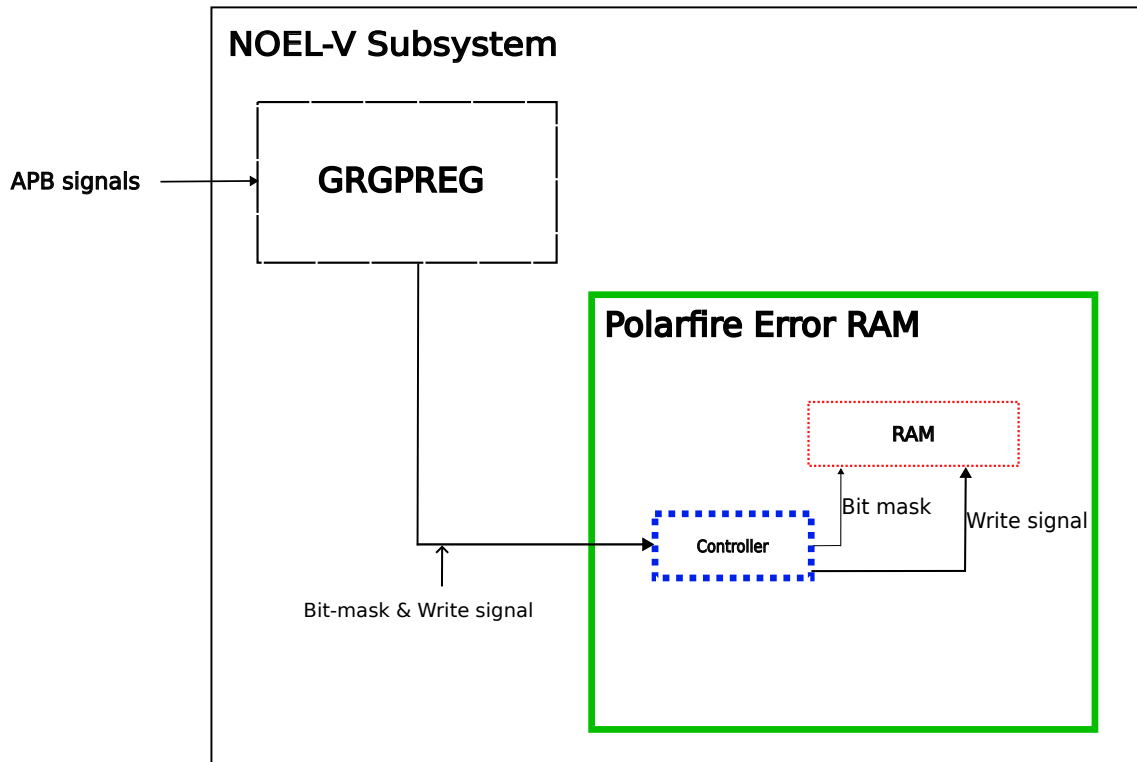 NOEL-V Subsystem
APB signals
GRGPREG
Polarfire Error RAM
RAM
Bit mask
Write signal
Controller
Bit-mask & Write signal